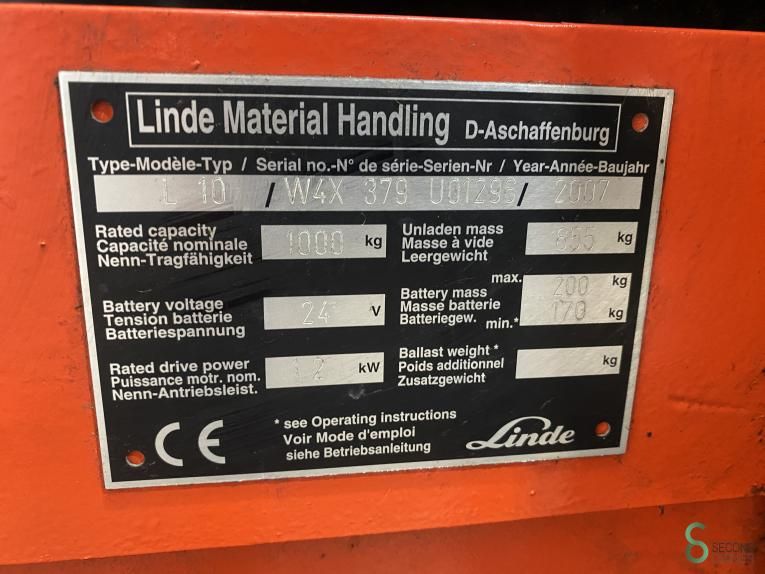 Linde Material Handling D-Aschaffenburg
Type-Modèle-Typ / Serial no.-N° de série-Serien-Nr / Year-Année-Baujahr
L 10 / W4X 379 U01298 / 2007
Rated capacity
Capacité nominale
Nenn-Tragfähigkeit
1000 kg
Unladen mass
Masse à vide
Leergewicht
855 kg
Battery voltage
Tension batterie
Batteriespannung
24 V
Battery mass
Masse batterie
Batteriegew.
max. 200 kg
min.* 170 kg
Rated drive power
Puissance motr. nom.
Nenn-Antriebsleist.
1.2 kW
Ballast weight *
Poids additionnel
Zusatzgewicht
kg
* see Operating instructions
Voir Mode d'emploi
siehe Betriebsanleitung
CE
Linde